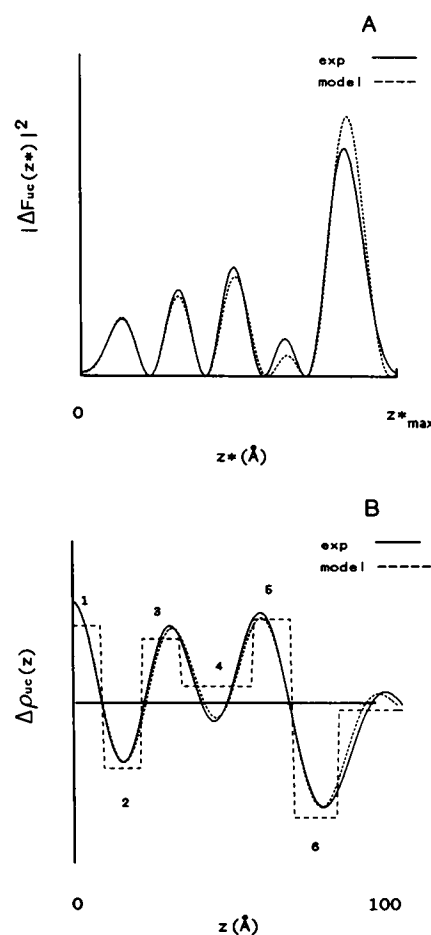 A
exp
model
|ΔFuc(z*)|²
0
z*max
z*(Å)
B
exp
model
1
3
5
4
2
6
Δρuc(z)
0
100
z(Å)